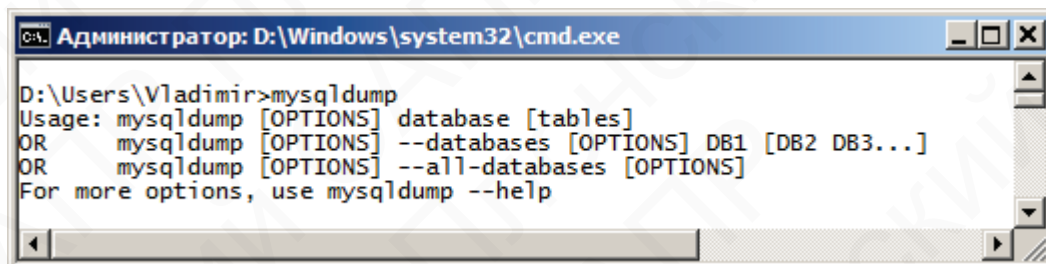 Администратор: D:\Windows\system32\cmd.exe
D:\Users\Vladimir>mysqldump
Usage: mysqldump [OPTIONS] database [tables]
OR     mysqldump [OPTIONS] --databases [OPTIONS] DB1 [DB2 DB3...]
OR     mysqldump [OPTIONS] --all-databases [OPTIONS]
For more options, use mysqldump --help